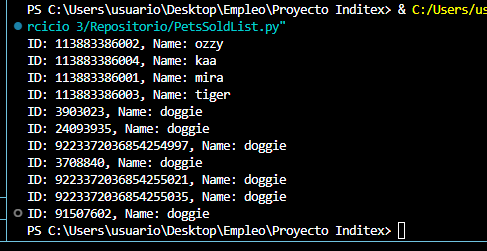 PS C:\Users\usuario\Desktop\Empleo\Proyecto Inditex> & C:/Users/us
rcicio 3/Repositorio/PetsSoldList.py"
ID: 113883386002, Name: ozzy
ID: 113883386004, Name: kaa
ID: 113883386001, Name: mira
ID: 113883386003, Name: tiger
ID: 3903023, Name: doggie
ID: 24093935, Name: doggie
ID: 9223372036854254997, Name: doggie
ID: 3708840, Name: doggie
ID: 9223372036854255021, Name: doggie
ID: 9223372036854255035, Name: doggie
ID: 91507602, Name: doggie
PS C:\Users\usuario\Desktop\Empleo\Proyecto Inditex>